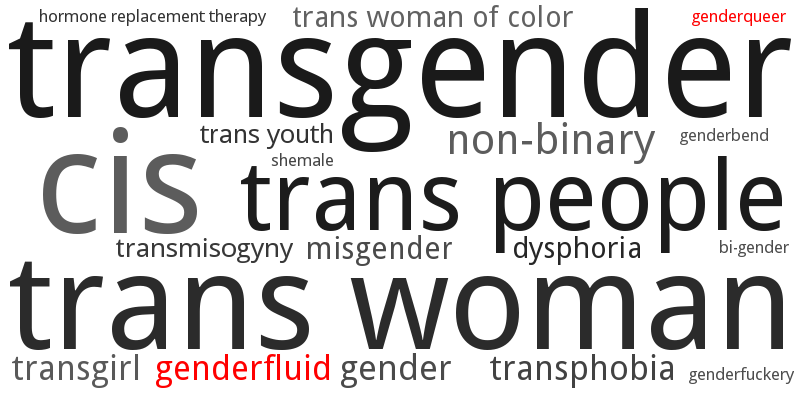 hormone replacement therapy
trans woman of color
genderqueer
transgender
trans youth
non-binary
genderbend
shemale
cis
trans people
transmisogyny
misgender
dysphoria
bi-gender
trans woman
transgirl
genderfluid
gender
transphobia
genderfuckery